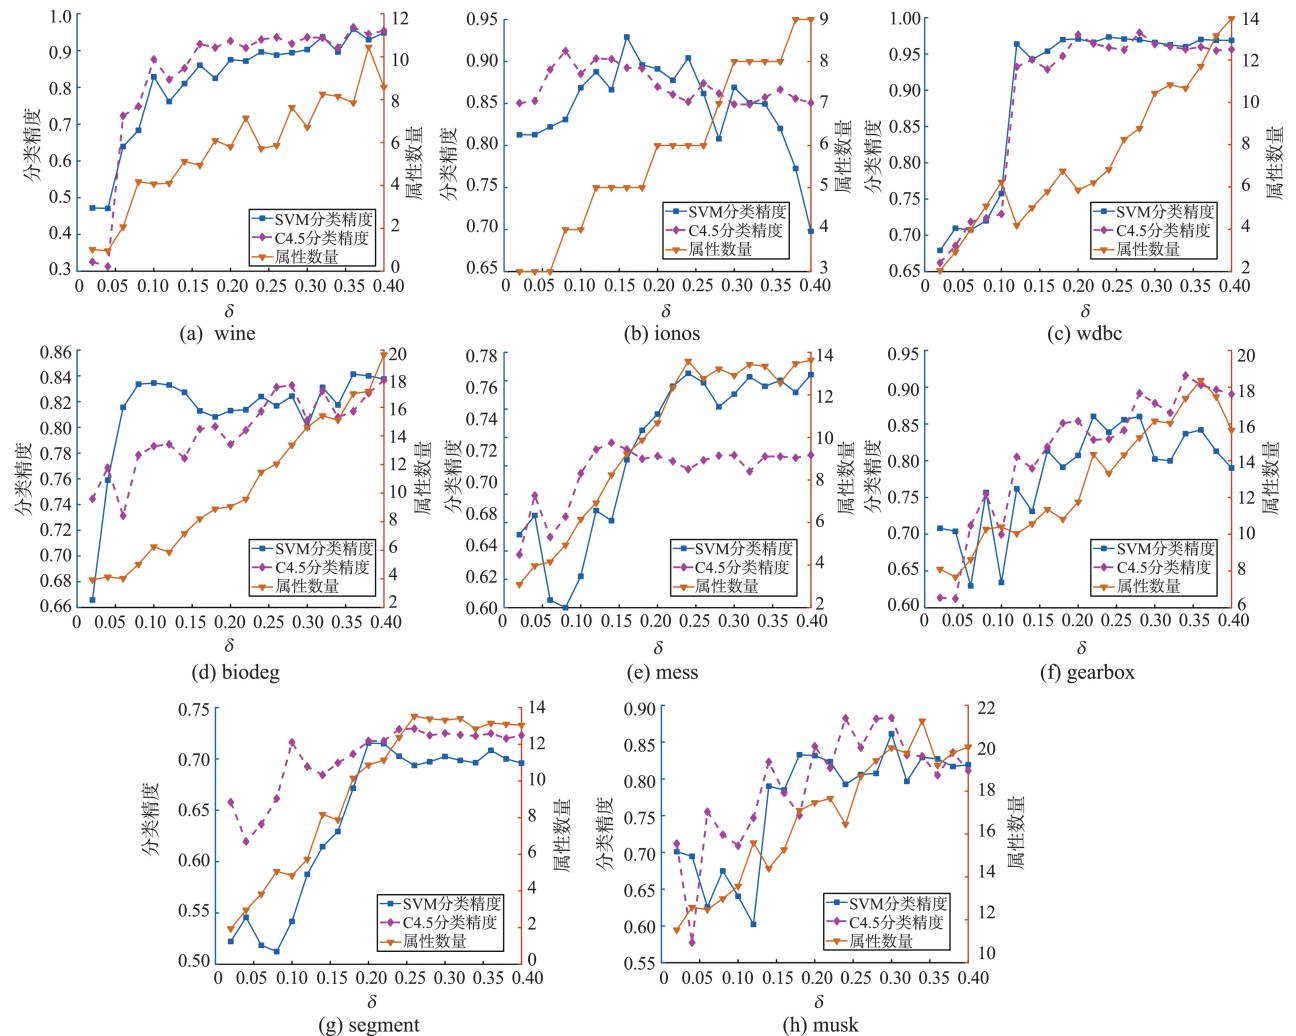 1.0
0.9
0.8
0.7
0.6
0.5
0.4
0.3
分类精度
12
10
8
6
4
2
0
属性数量
SVM分类精度
C4.5分类精度
属性数量
0 0.05 0.10 0.15 0.20 0.25 0.30 0.35 0.40
δ
(a) wine
0.95
0.90
0.85
0.80
0.75
0.70
0.65
分类精度
9
8
7
6
5
4
3
属性数量
SVM分类精度
C4.5分类精度
属性数量
0 0.05 0.10 0.15 0.20 0.25 0.30 0.35 0.40
δ
(b) ionos
1.00
0.95
0.90
0.85
0.80
0.75
0.70
0.65
分类精度
14
12
10
8
6
4
2
属性数量
SVM分类精度
C4.5分类精度
属性数量
0 0.05 0.10 0.15 0.20 0.25 0.30 0.35 0.40
δ
(c) wdbc
0.86
0.84
0.82
0.80
0.78
0.76
0.74
0.72
0.70
0.68
0.66
分类精度
20
18
16
14
12
10
8
6
4
2
属性数量
SVM分类精度
C4.5分类精度
属性数量
0 0.05 0.10 0.15 0.20 0.25 0.30 0.35 0.40
δ
(d) biodeg
0.78
0.76
0.74
0.72
0.70
0.68
0.66
0.64
0.62
0.60
分类精度
14
12
10
8
6
4
2
属性数量
SVM分类精度
C4.5分类精度
属性数量
0 0.05 0.10 0.15 0.20 0.25 0.30 0.35 0.40
δ
(e) mess
0.95
0.90
0.85
0.80
0.75
0.70
0.65
0.60
分类精度
20
18
16
14
12
10
8
6
属性数量
SVM分类精度
C4.5分类精度
属性数量
0 0.05 0.10 0.15 0.20 0.25 0.30 0.35 0.40
δ
(f) gearbox
0.75
0.70
0.65
0.60
0.55
0.50
分类精度
14
12
10
8
6
4
2
0
属性数量
SVM分类精度
C4.5分类精度
属性数量
0 0.05 0.10 0.15 0.20 0.25 0.30 0.35 0.40
δ
(g) segment
0.90
0.85
0.80
0.75
0.70
0.65
0.60
0.55
分类精度
22
20
18
16
14
12
10
属性数量
SVM分类精度
C4.5分类精度
属性数量
0 0.05 0.10 0.15 0.20 0.25 0.30 0.35 0.40
δ
(h) musk